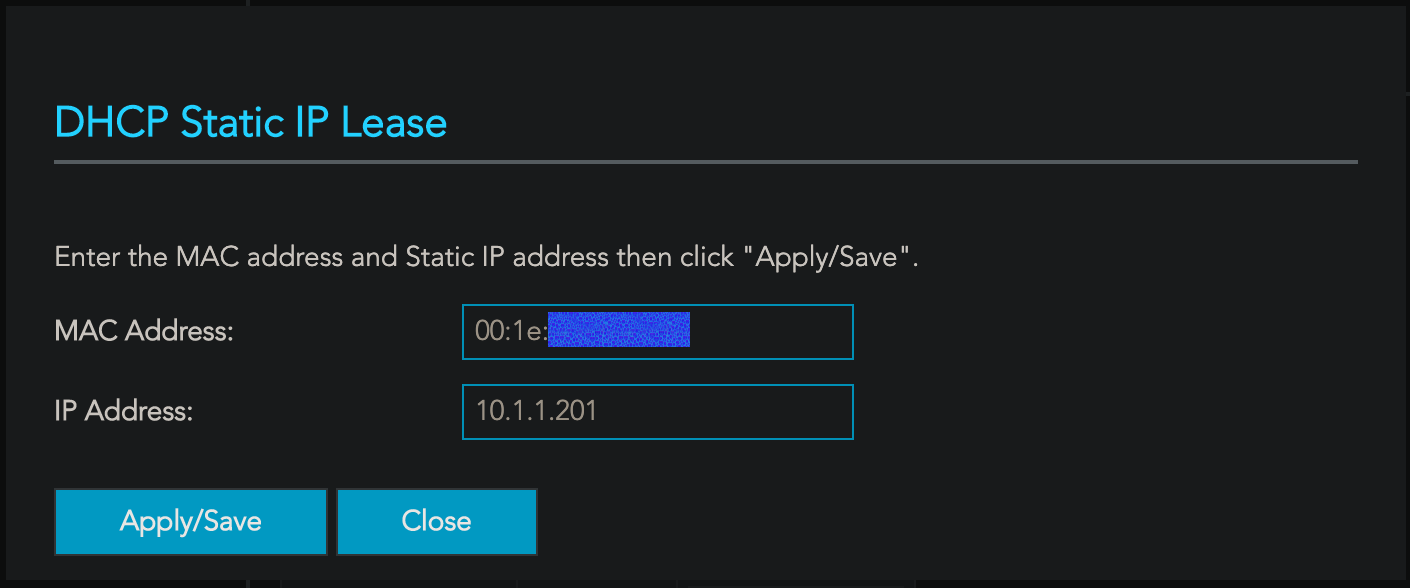 DHCP Static IP Lease
Enter the MAC address and Static IP address then click "Apply/Save".
MAC Address: 00:1e:
IP Address: 10.1.1.201
Apply/Save Close